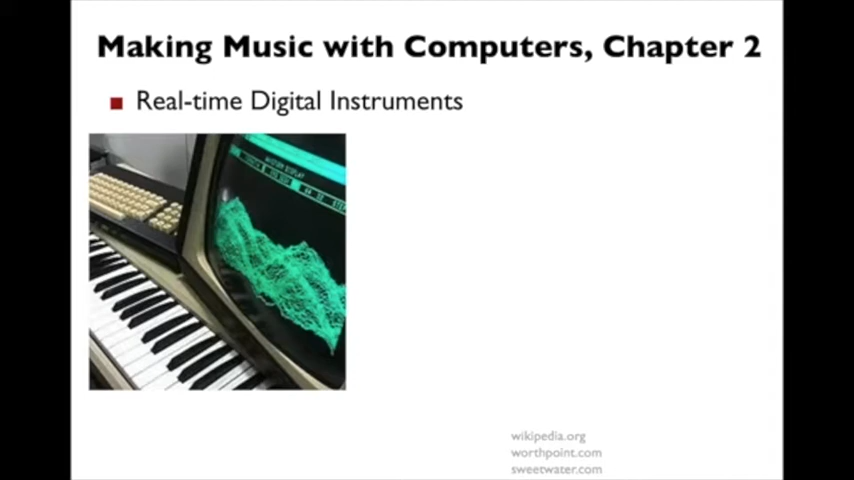 Making Music with Computers, Chapter 2
Real-time Digital Instruments
wikipedia.org
worthpoint.com
sweetwater.com